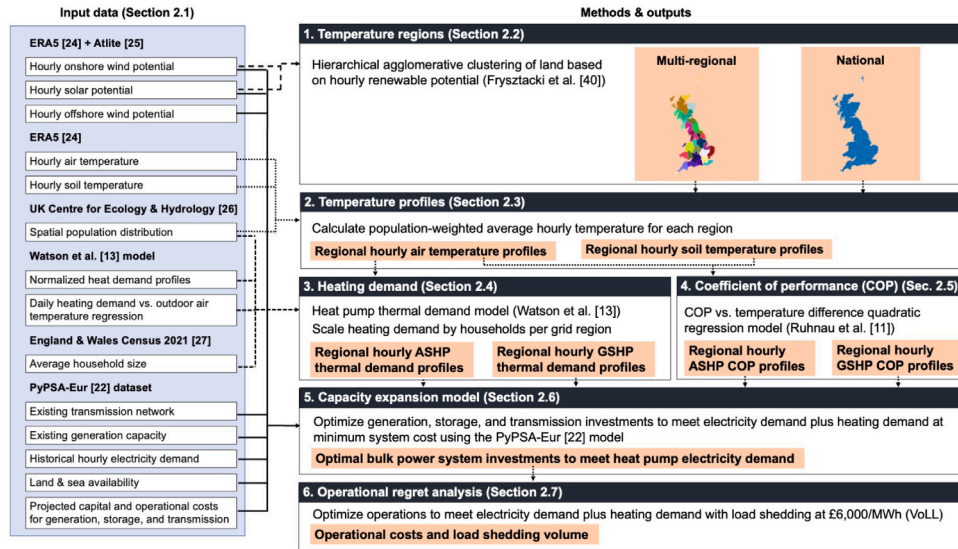 Input data (Section 2.1)
ERA5 [24] + Atlite [25]
Hourly onshore wind potential
Hourly solar potential
Hourly offshore wind potential
ERA5 [24]
Hourly air temperature
Hourly soil temperature
UK Centre for Ecology & Hydrology [26]
Spatial population distribution
Watson et al. [13] model
Normalized heat demand profiles
Daily heating demand vs. outdoor air
temperature regression
England & Wales Census 2021 [27]
Average household size
PyPSA-Eur [22] dataset
Existing transmission network
Existing generation capacity
Historical hourly electricity demand
Land & sea availability
Projected capital and operational costs
for generation, storage, and transmission
Methods & outputs
1. Temperature regions (Section 2.2)
Hierarchical agglomerative clustering of land based
on hourly renewable potential (Frysztacki et al. [40])
Multi-regional
National
2. Temperature profiles (Section 2.3)
Calculate population-weighted average hourly temperature for each region
Regional hourly air temperature profiles
Regional hourly soil temperature profiles
3. Heating demand (Section 2.4)
Heat pump thermal demand model (Watson et al. [13])
Scale heating demand by households per grid region
Regional hourly ASHP
thermal demand profiles
Regional hourly GSHP
thermal demand profiles
4. Coefficient of performance (COP) (Sec. 2.5)
COP vs. temperature difference quadratic
regression model (Ruhnau et al. [11])
Regional hourly
ASHP COP profiles
Regional hourly
GSHP COP profiles
5. Capacity expansion model (Section 2.6)
Optimize generation, storage, and transmission investments to meet electricity demand plus heating demand at
minimum system cost using the PyPSA-Eur [22] model
Optimal bulk power system investments to meet heat pump electricity demand
6. Operational regret analysis (Section 2.7)
Optimize operations to meet electricity demand plus heating demand with load shedding at £6,000/MWh (VoLL)
Operational costs and load shedding volume